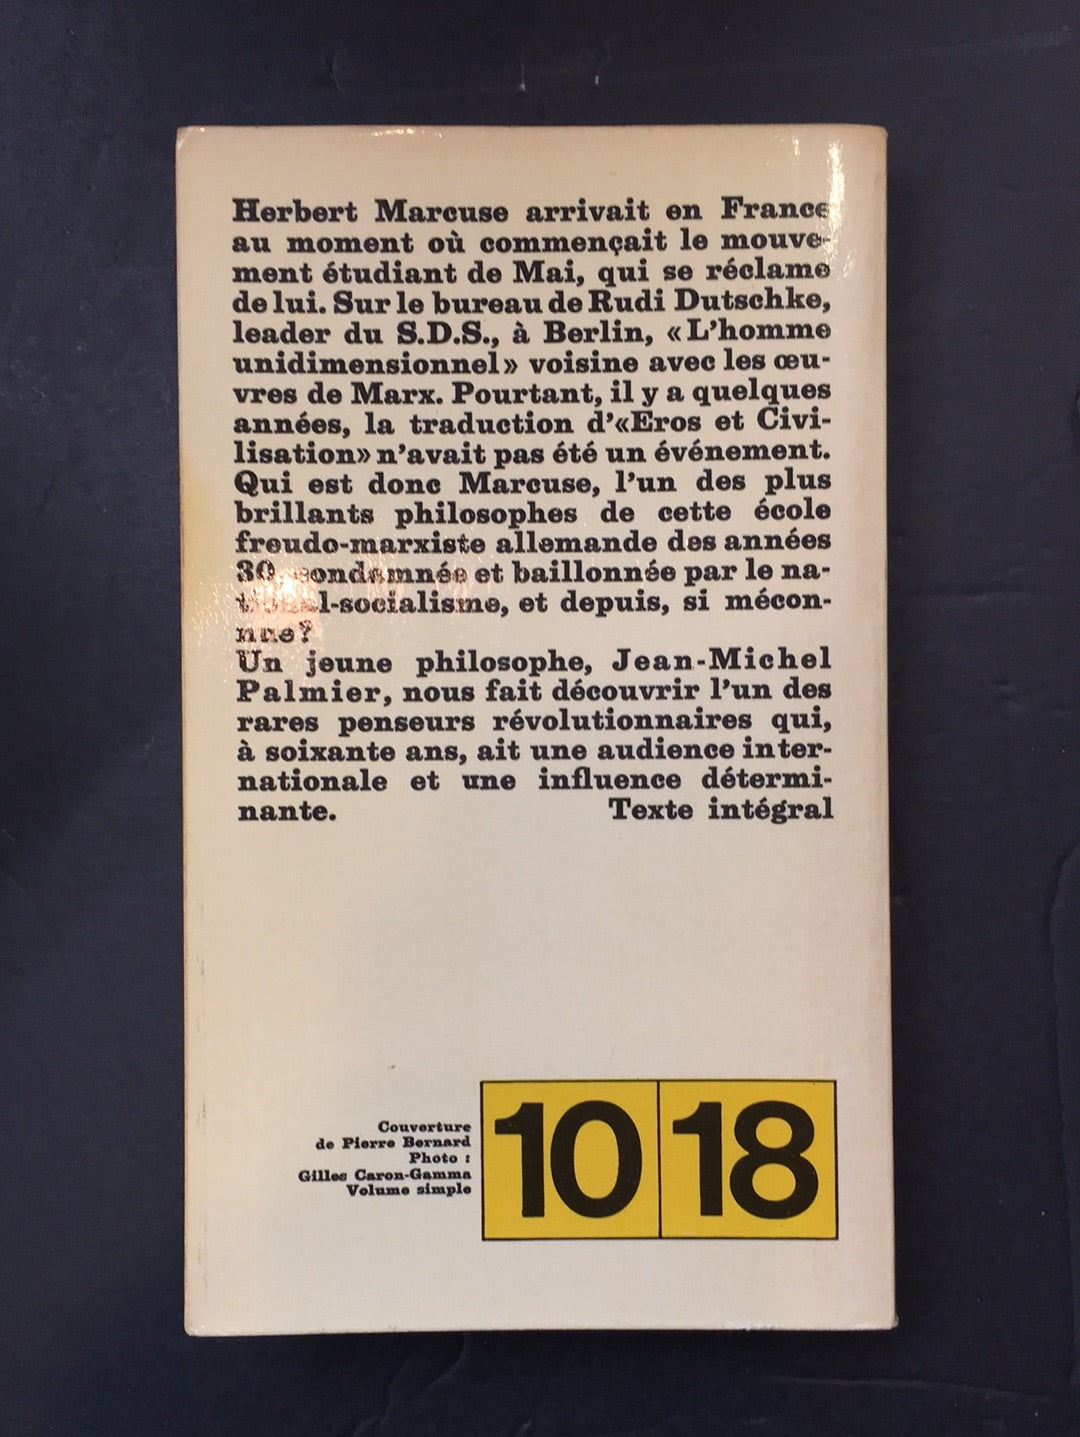 Herbert Marcuse arrivait en France
au moment où commençait le mouve-
ment étudiant de Mai, qui se réclame
de lui. Sur le bureau de Rudi Dutschke,
leader du S.D.S., à Berlin, «L'homme
unidimensionnel» voisine avec les œu-
vres de Marx. Pourtant, il y a quelques
années, la traduction d'«Eros et Civi-
lisation» n'avait pas été un événement.
Qui est donc Marcuse, l'un des plus
brillants philosophes de cette école
freudo-marxiste allemande des années
30, condamnée et baillonnée par le na-
tional-socialisme, et depuis, si mécon-
nue?
Un jeune philosophe, Jean-Michel
Palmier, nous fait découvrir l'un des
rares penseurs révolutionnaires qui,
à soixante ans, ait une audience inter-
nationale et une influence détermi-
nante. Texte intégral
Couverture
de Pierre Bernard
Photo :
Gilles Caron-Gamma
Volume simple
10 18